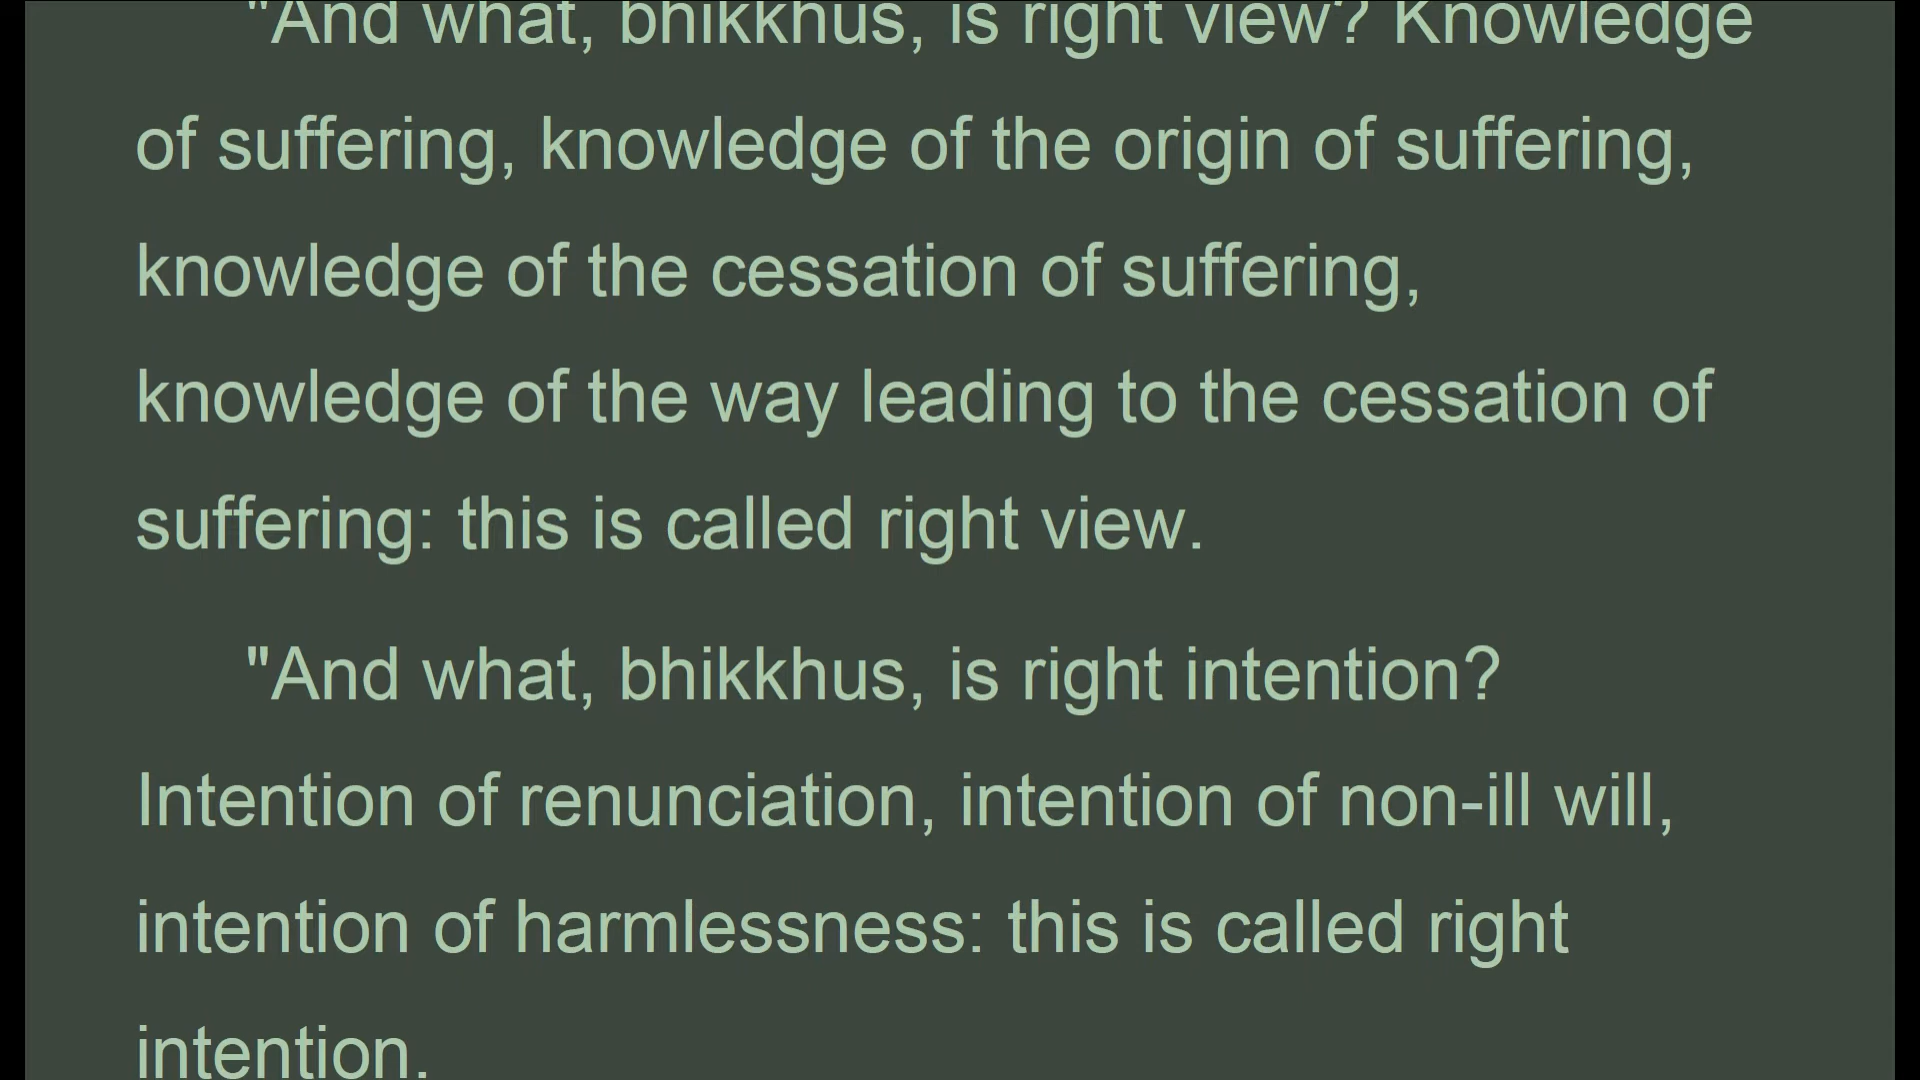 "And what, bhikkhus, is right view? Knowledge
of suffering, knowledge of the origin of suffering,
knowledge of the cessation of suffering,
knowledge of the way leading to the cessation of
suffering: this is called right view.
"And what, bhikkhus, is right intention?
Intention of renunciation, intention of non-ill will,
intention of harmlessness: this is called right
intention.